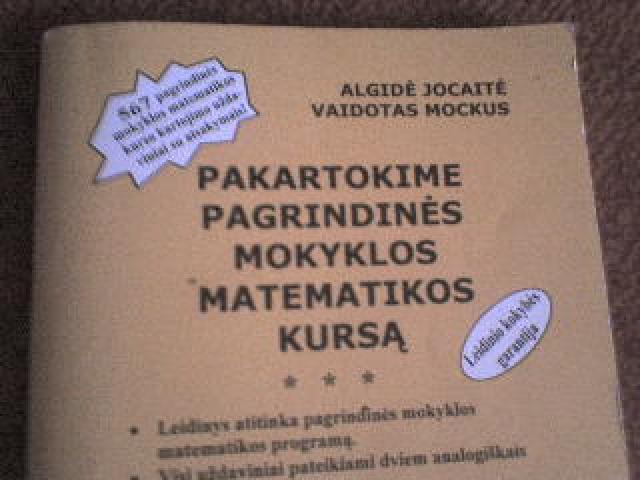 567 pagrindinės
mokyklos matematikos
kurso kartojimo užda-
viniai su atsakymais!
ALGIDĖ JOCAITĖ
VAIDOTAS MOCKUS
PAKARTOKIME
PAGRINDINĖS
MOKYKLOS
MATEMATIKOS
KURSĄ
* * *
Leidinio kokybės
garantija
• Leidinys atitinka pagrindinės mokyklos
matematikos programą.
• Visi uždaviniai pateikiami dviem analogiškais